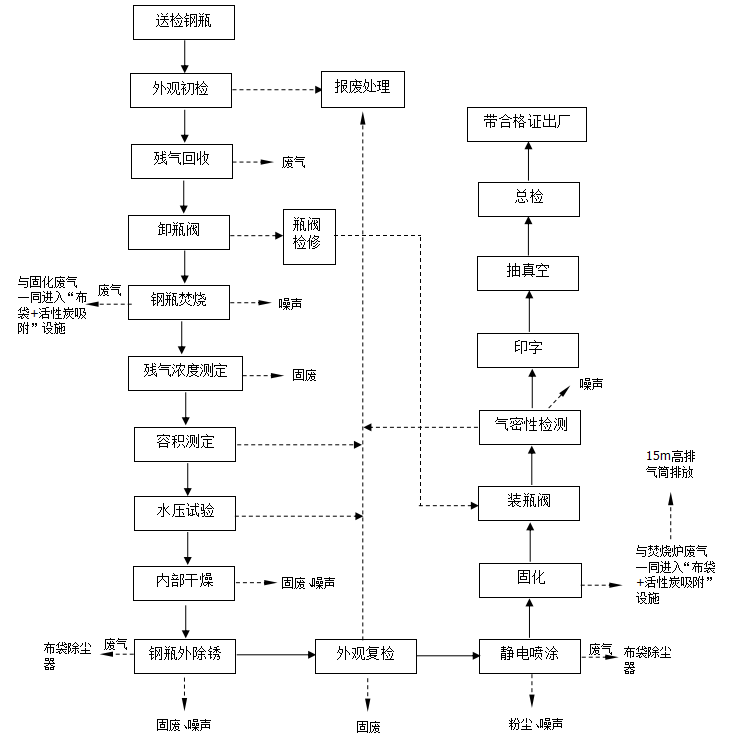 送检钢瓶
外观初检
报废处理
残气回收
废气
卸瓶阀
瓶阀
检修
与固化废气
一同进入“布
袋+活性炭吸
附”设施
废气
钢瓶焚烧
噪声
残气浓度测定
固废
容积测定
水压试验
内部干燥
固废、噪声
布袋除尘
器
废气
钢瓶外除锈
固废、噪声
外观复检
固废
静电喷涂
粉尘、噪声
废气
布袋除尘
器
固化
与焚烧炉废气
一同进入“布袋
+活性炭吸附”
设施
15m高排
气筒排放
装瓶阀
气密性检测
噪声
印字
抽真空
总检
带合格证出厂